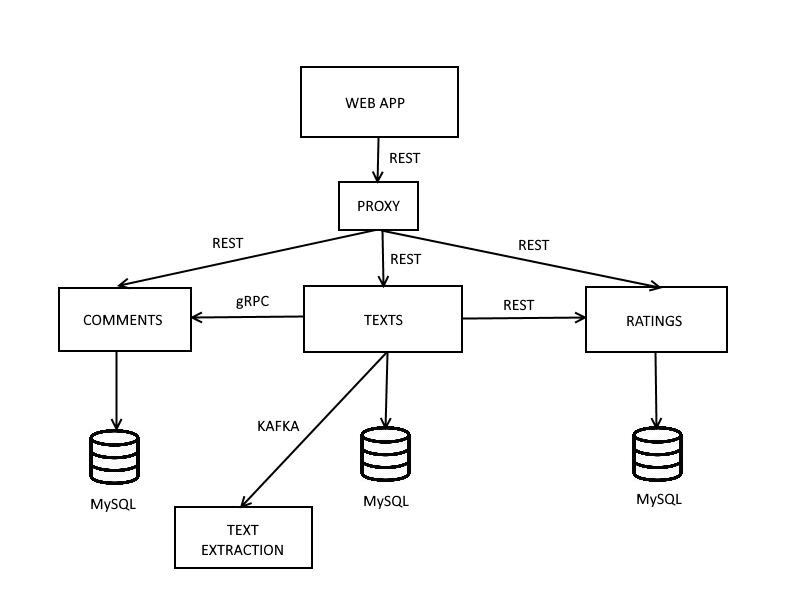 WEB APP
REST
PROXY
REST
REST
REST
COMMENTS
gRPC
TEXTS
REST
RATINGS
KAFKA
MySQL
MySQL
MySQL
TEXT
EXTRACTION